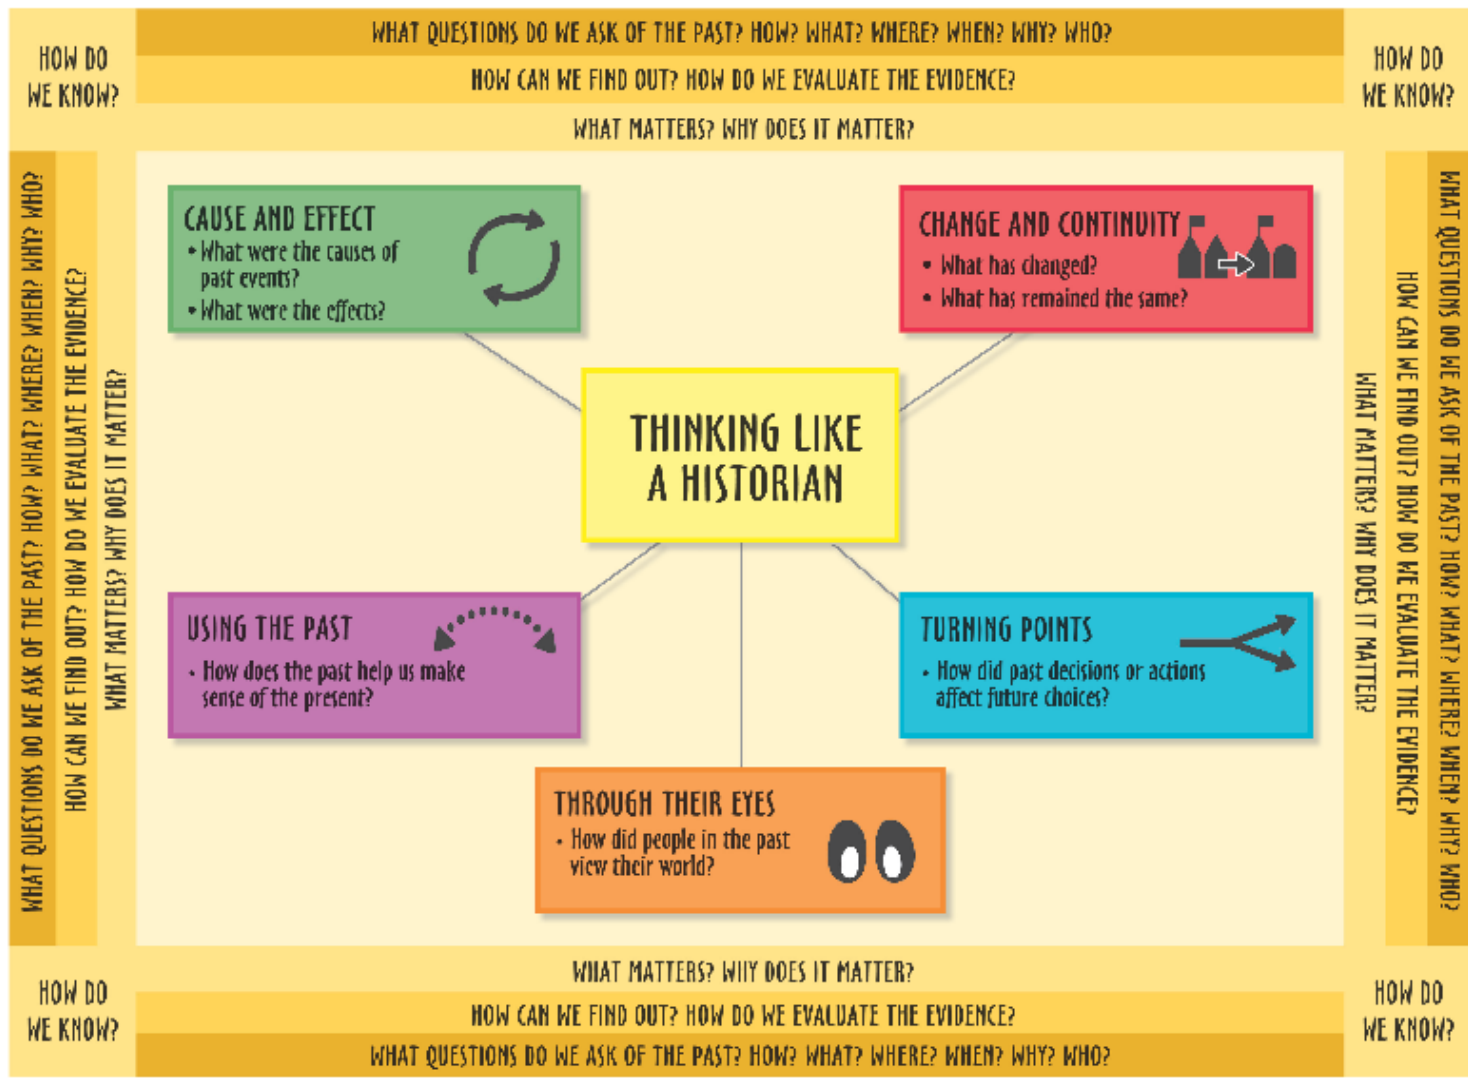 WHAT QUESTIONS DO WE ASK OF THE PAST? HOW? WHAT? WHERE? WHEN? WHY? WHO?
HOW CAN WE FIND OUT? HOW DO WE EVALUATE THE EVIDENCE?
WHAT MATTERS? WHY DOES IT MATTER?
HOW DO
WE KNOW?
HOW DO
WE KNOW?
WHAT QUESTIONS DO WE ASK OF THE PAST? HOW? WHAT? WHERE? WHEN? WHY? WHO?
HOW CAN WE FIND OUT? HOW DO WE EVALUATE THE EVIDENCE?
WHAT MATTERS? WHY DOES IT MATTER?
CAUSE AND EFFECT
• What were the causes of
past events?
• What were the effects?
CHANGE AND CONTINUITY
• What has changed?
• What has remained the same?
THINKING LIKE
A HISTORIAN
USING THE PAST
• How does the past help us make
sense of the present?
TURNING POINTS
• How did past decisions or actions
affect future choices?
THROUGH THEIR EYES
• How did people in the past
view their world?
WHAT MATTERS? WHY DOES IT MATTER?
HOW CAN WE FIND OUT? HOW DO WE EVALUATE THE EVIDENCE?
WHAT QUESTIONS DO WE ASK OF THE PAST? HOW? WHAT? WHERE? WHEN? WHY? WHO?
HOW DO
WE KNOW?
HOW DO
WE KNOW?
WHAT MATTERS? WHY DOES IT MATTER?
HOW CAN WE FIND OUT? HOW DO WE EVALUATE THE EVIDENCE?
WHAT QUESTIONS DO WE ASK OF THE PAST? HOW? WHAT? WHERE? WHEN? WHY? WHO?